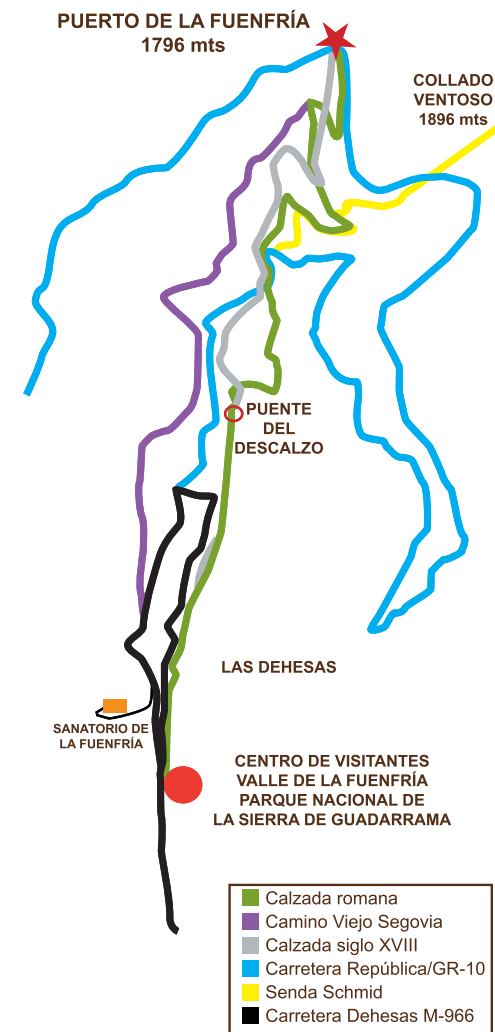 PUERTO DE LA FUENFRÍA
1796 mts
COLLADO
VENTOSO
1896 mts
PUENTE
DEL
DESCALZO
LAS DEHESAS
SANATORIO DE
LA FUENFRÍA
CENTRO DE VISITANTES
VALLE DE LA FUENFRÍA
PARQUE NACIONAL DE
LA SIERRA DE GUADARRAMA
Calzada romana
Camino Viejo Segovia
Calzada siglo XVIII
Carretera República/GR-10
Senda Schmid
Carretera Dehesas M-966